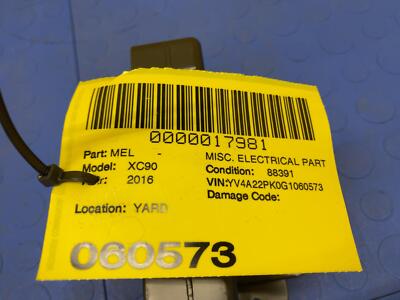 0000017981
Part: MEL - MISC. ELECTRICAL PART
Model: XC90 Condition: 88391
2016 VIN: YV4A22PK0G1060573
Damage Code:
Location: YARD
060573